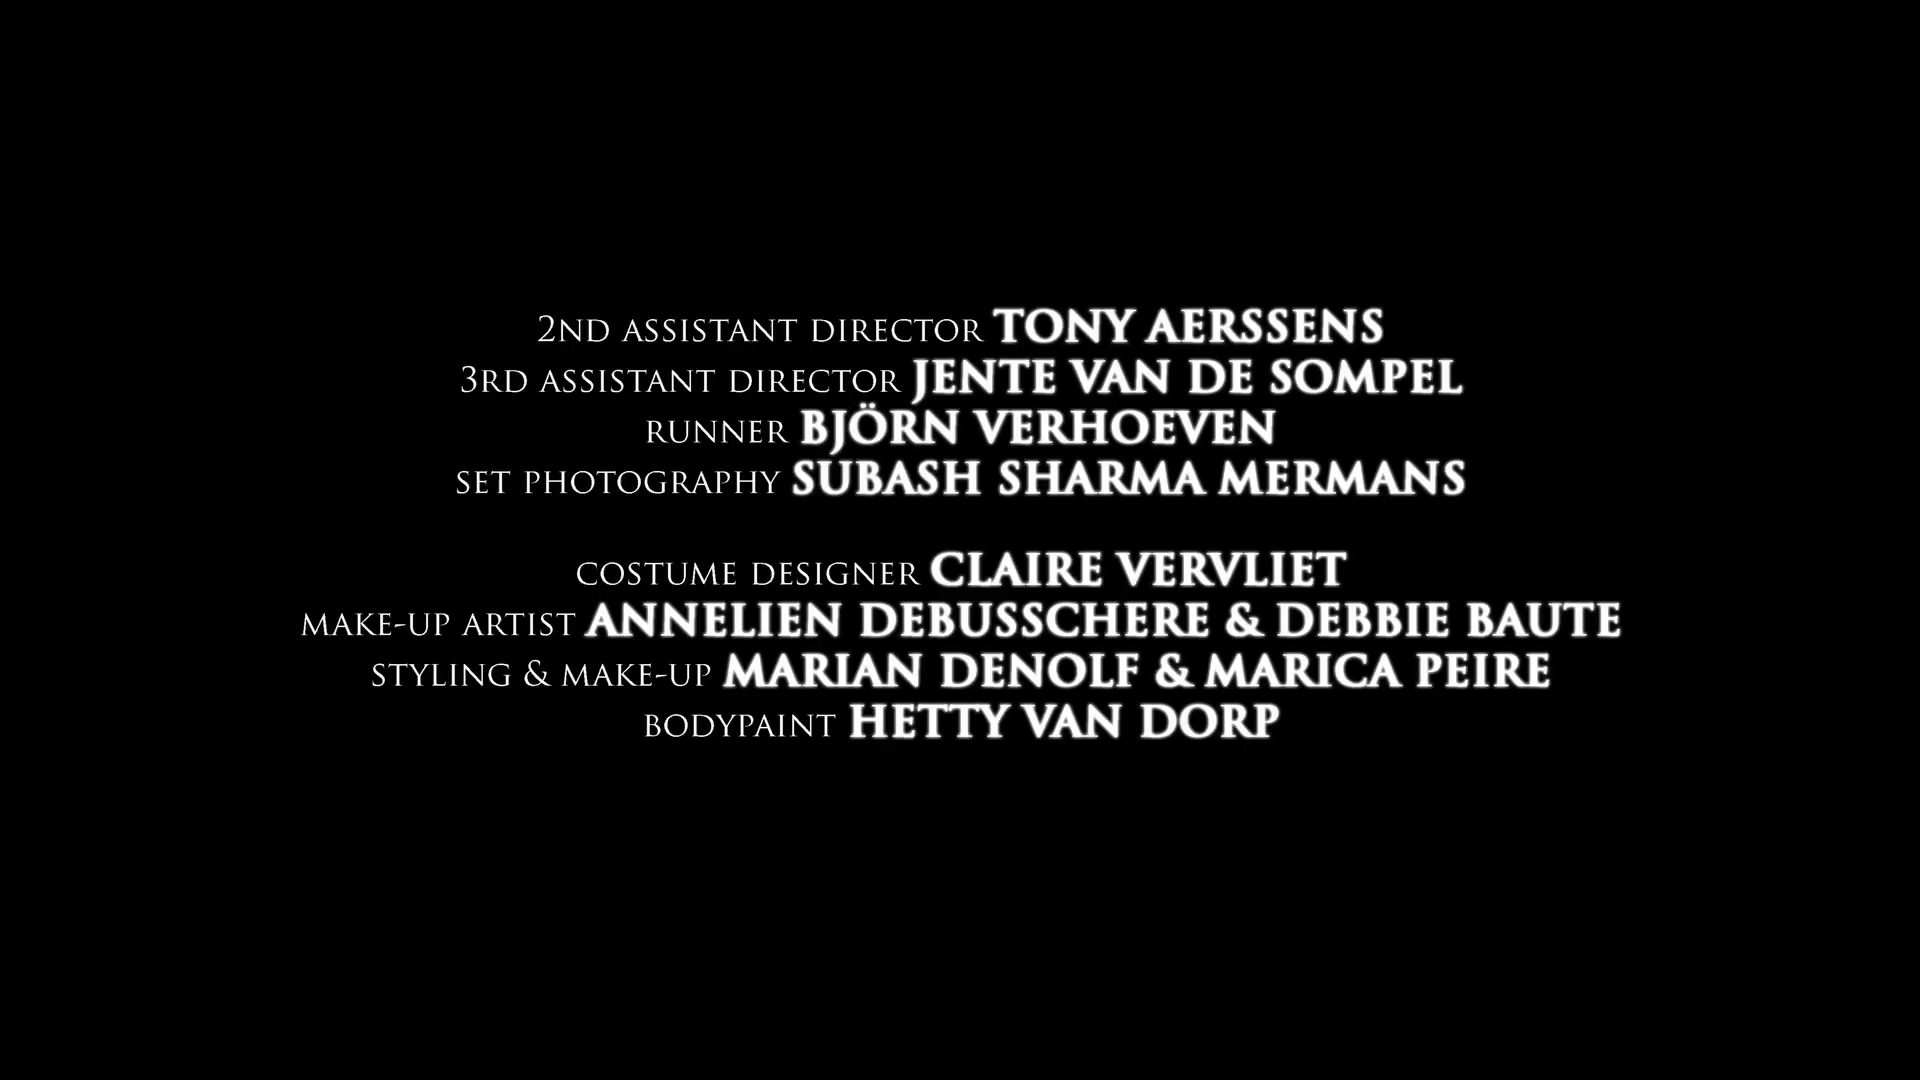 2ND ASSISTANT DIRECTOR TONY AERSSENS
3RD ASSISTANT DIRECTOR JENTE VAN DE SOMPEL
RUNNER BJÖRN VERHOEVEN
SET PHOTOGRAPHY SUBASH SHARMA MERMANS
COSTUME DESIGNER CLAIRE VERVLIET
MAKE-UP ARTIST ANNELIEN DEBUSSCHERE & DEBBIE BAUTE
STYLING & MAKE-UP MARIAN DENOLF & MARICA PEIRE
BODYPAINT HETTY VAN DORP